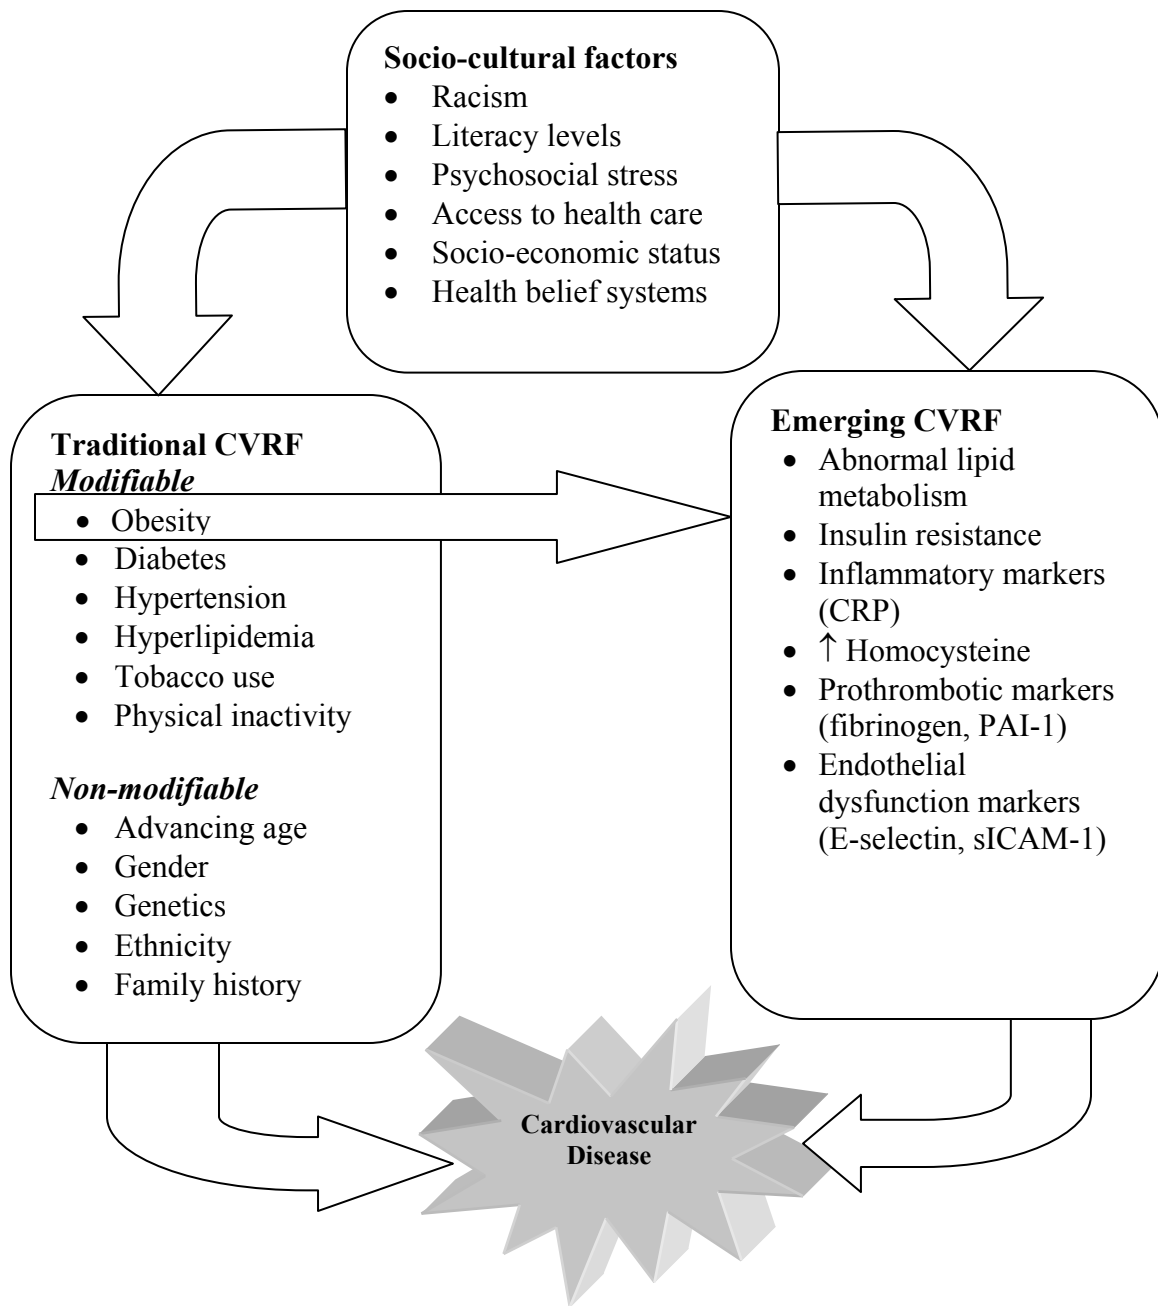 Socio-cultural factors
• Racism
• Literacy levels
• Psychosocial stress
• Access to health care
• Socio-economic status
• Health belief systems
Traditional CVRF
Modifiable
• Obesity
• Diabetes
• Hypertension
• Hyperlipidemia
• Tobacco use
• Physical inactivity
Non-modifiable
• Advancing age
• Gender
• Genetics
• Ethnicity
• Family history
Emerging CVRF
• Abnormal lipid
metabolism
• Insulin resistance
• Inflammatory markers
(CRP)
• ↑ Homocysteine
• Prothrombotic markers
(fibrinogen, PAI-1)
• Endothelial
dysfunction markers
(E-selectin, sICAM-1)
Cardiovascular
Disease